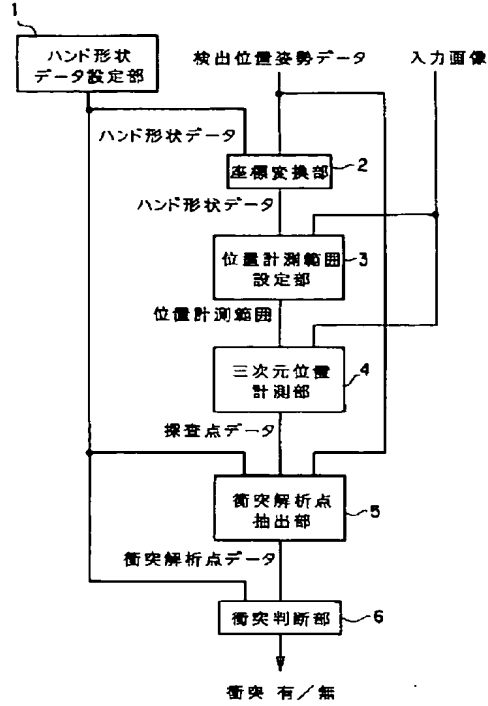 1
ハンド形状
データ設定部
検出位置姿勢データ
入力画像
ハンド形状データ
座標変換部
2
ハンド形状データ
位置計測範囲
設定部
3
位置計測範囲
三次元位置
計測部
4
探査点データ
衝突解析点
抽出部
5
衝突解析点データ
衝突判断部
6
衝突 有/無